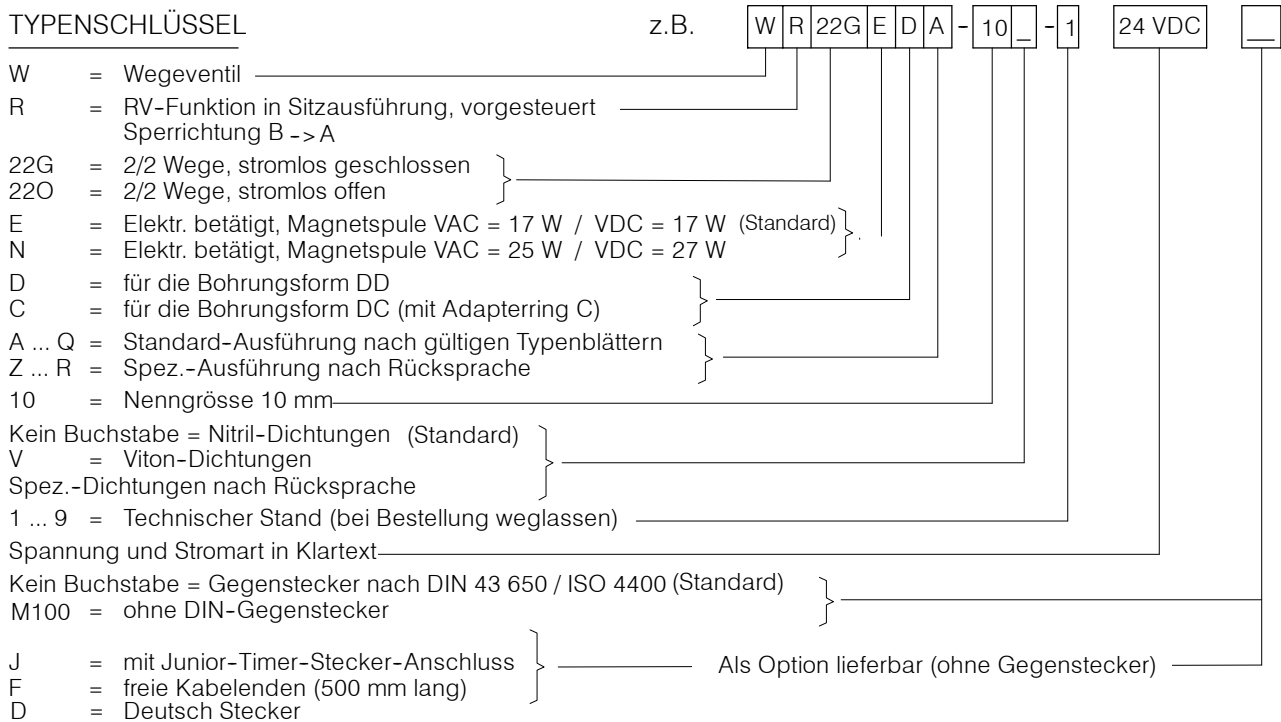 TYPENSCHLÜSSEL z.B. W R 22G E D A - 10 _ - 1 24 VDC __
W = Wegeventil
R = RV-Funktion in Sitzausführung, vorgesteuert
Sperrichtung B -> A
22G = 2/2 Wege, stromlos geschlossen
22O = 2/2 Wege, stromlos offen
E = Elektr. betätigt, Magnetspule VAC = 17 W / VDC = 17 W (Standard)
N = Elektr. betätigt, Magnetspule VAC = 25 W / VDC = 27 W
D = für die Bohrungsform DD
C = für die Bohrungsform DC (mit Adapterring C)
A ... Q = Standard-Ausführung nach gültigen Typenblättern
Z ... R = Spez.-Ausführung nach Rücksprache
10 = Nenngrösse 10 mm
Kein Buchstabe = Nitril-Dichtungen (Standard)
V = Viton-Dichtungen
Spez.-Dichtungen nach Rücksprache
1 ... 9 = Technischer Stand (bei Bestellung weglassen)
Spannung und Stromart in Klartext
Kein Buchstabe = Gegenstecker nach DIN 43 650 / ISO 4400 (Standard)
M100 = ohne DIN-Gegenstecker
J = mit Junior-Timer-Stecker-Anschluss
F = freie Kabelenden (500 mm lang)
D = Deutsch Stecker
Als Option lieferbar (ohne Gegenstecker)